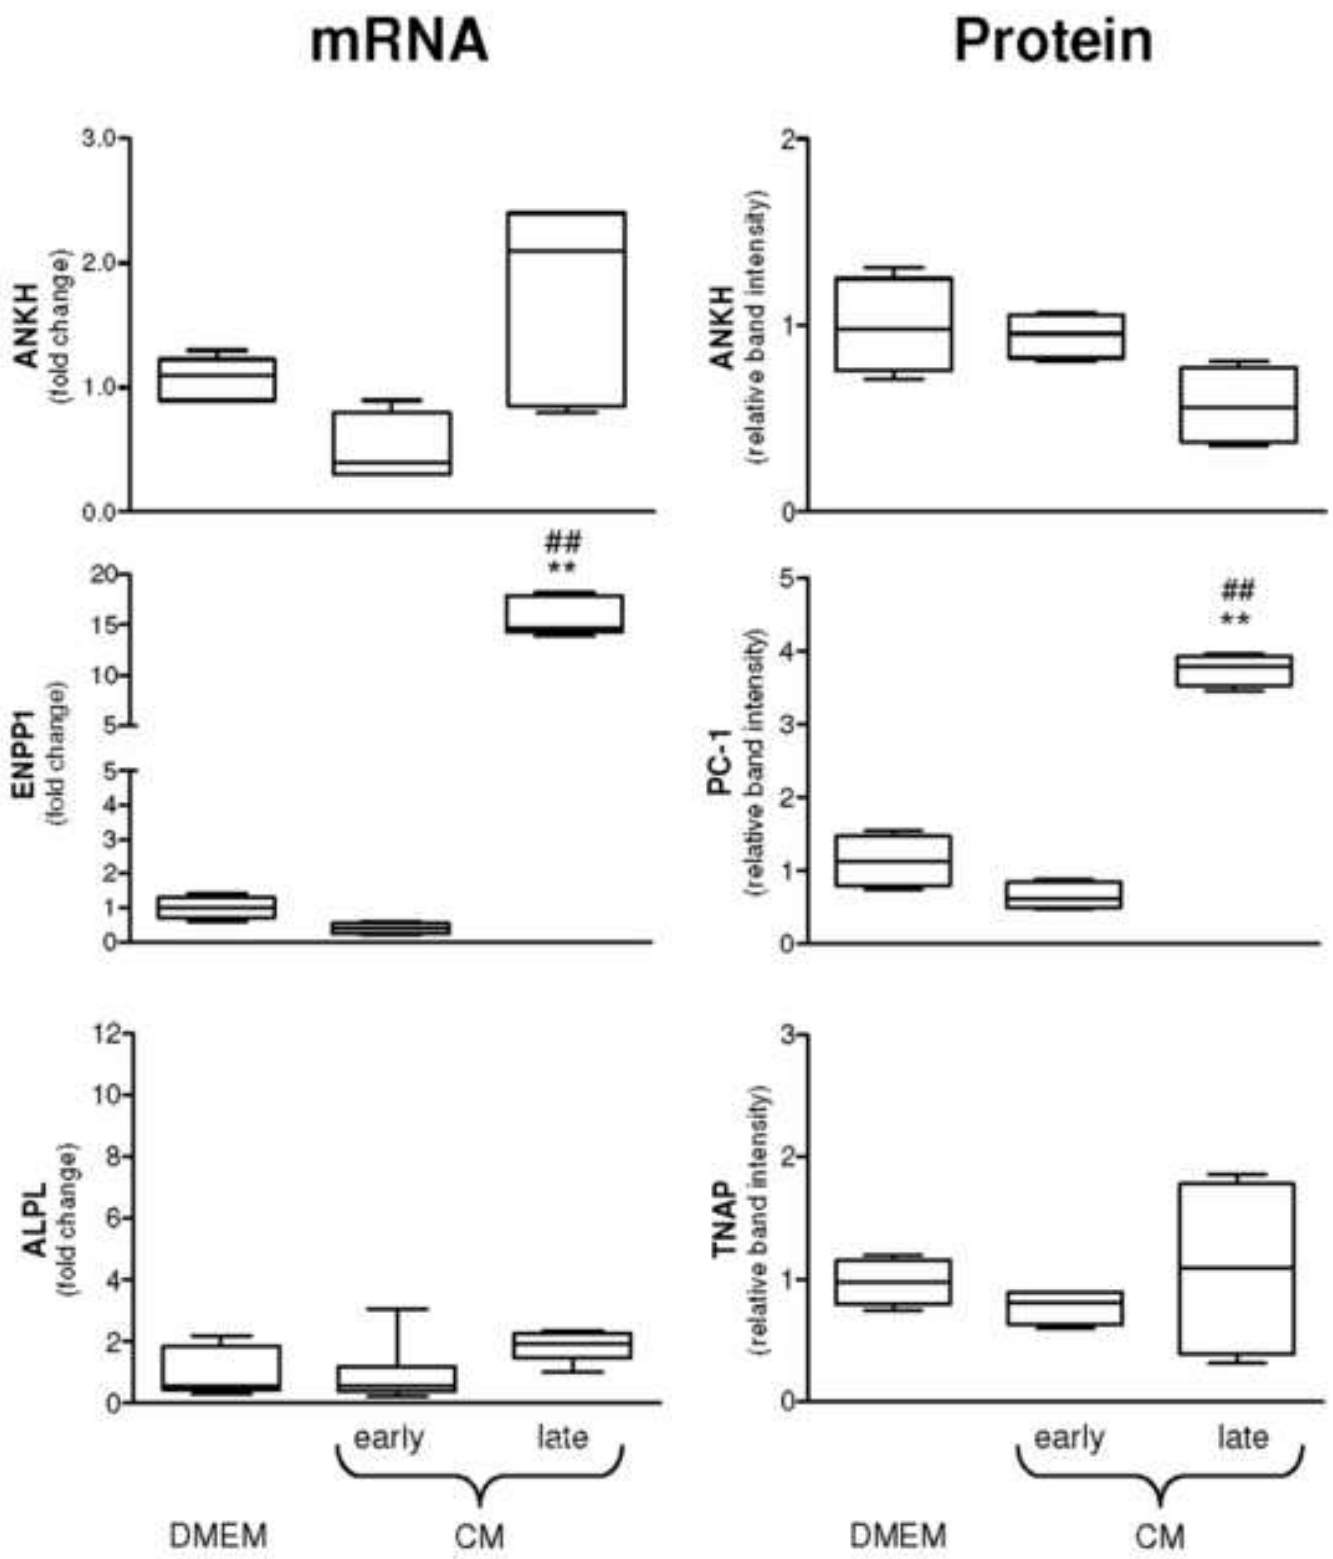 mRNA
Protein
ANKH
(fold change)
3.0
2.0
1.0
0.0
ANKH
(relative band intensity)
2
1
0
ENPP1
(fold change)
20
15
10
5
5
4
3
2
1
0
##
**
PC-1
(relative band intensity)
5
4
3
2
1
0
##
**
ALPL
(fold change)
12
10
8
6
4
2
0
TNAP
(relative band intensity)
3
2
1
0
early late
early late
DMEM CM
DMEM CM